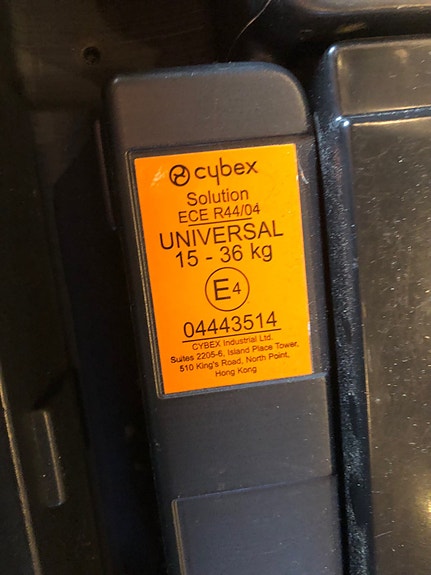 cybex
Solution
ECE R44/04
UNIVERSAL
15 - 36 kg
E4
04443514
CYBEX Industrial Ltd.
Suites 2205-6, Island Place Tower,
510 King's Road, North Point,
Hong Kong